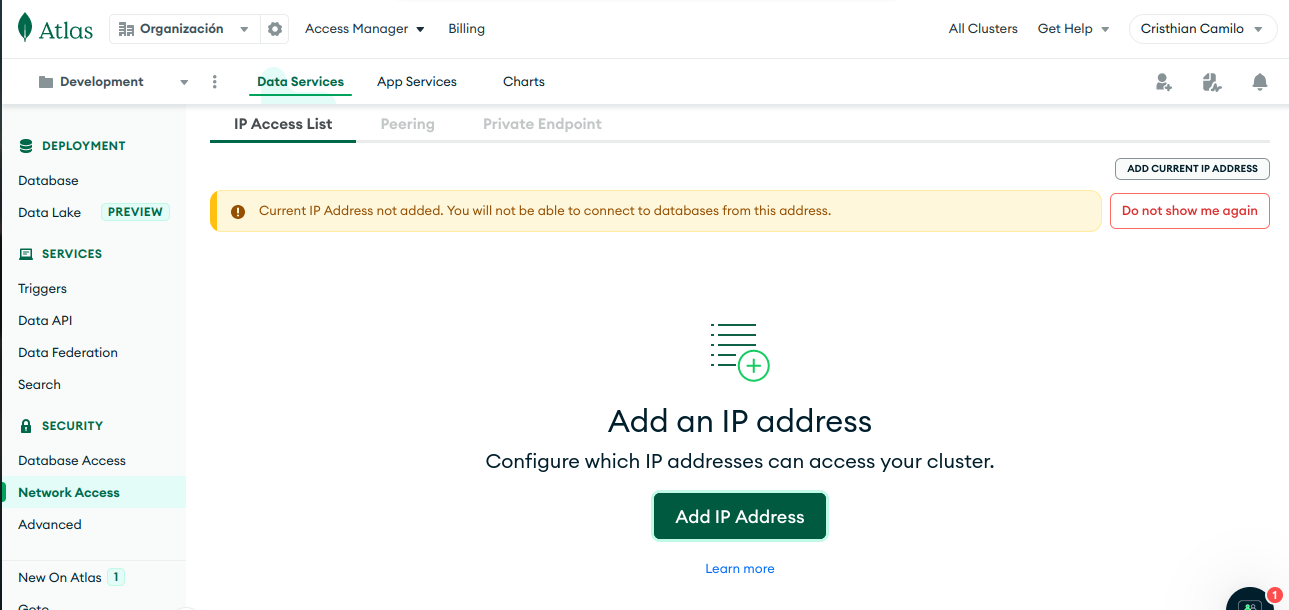 Atlas
Organización
Access Manager
Billing
All Clusters
Get Help
Cristhian Camilo
Development
Data Services
App Services
Charts
DEPLOYMENT
Database
Data Lake PREVIEW
SERVICES
Triggers
Data API
Data Federation
Search
SECURITY
Database Access
Network Access
Advanced
New On Atlas 1
Goto
IP Access List
Peering
Private Endpoint
ADD CURRENT IP ADDRESS
Current IP Address not added. You will not be able to connect to databases from this address.
Do not show me again
Add an IP address
Configure which IP addresses can access your cluster.
Add IP Address
Learn more
1